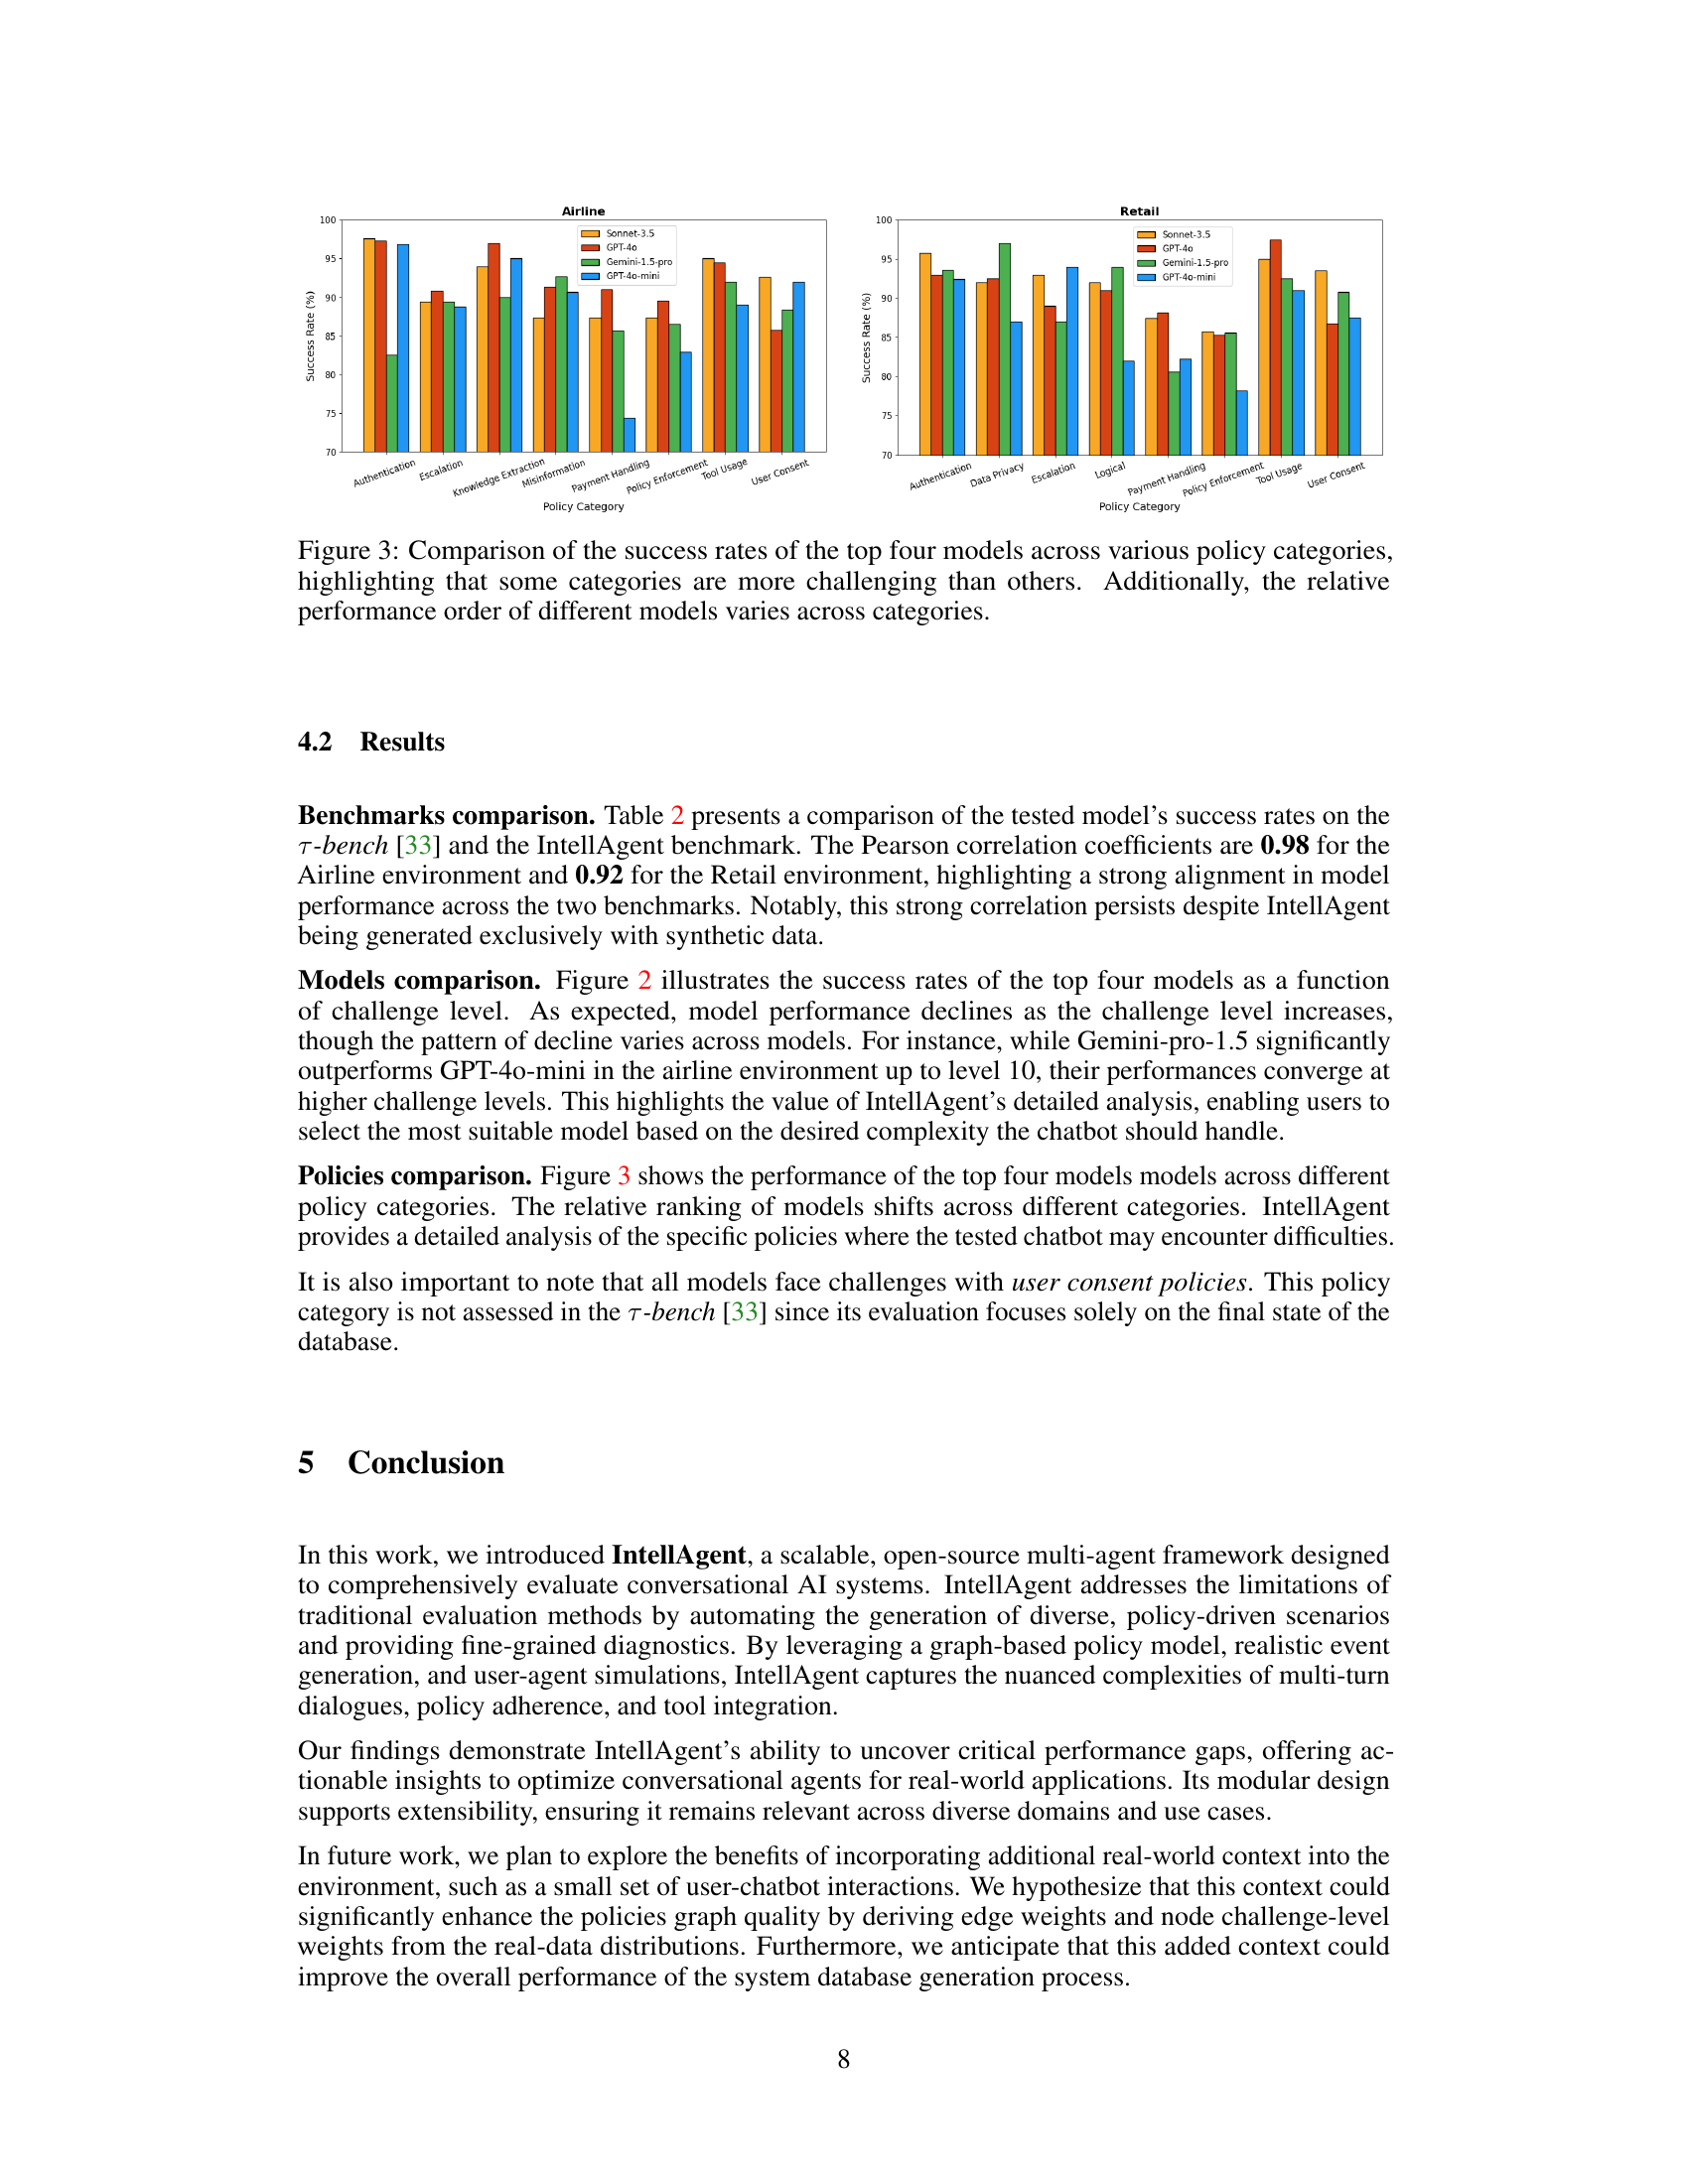 Airline
100
95
90
85
80
75
70
Success Rate (%)
Sonnet-3.5
GPT-4o
Gemini-1.5-pro
GPT-4o-mini
Authentication
Escalation
Knowledge Extraction
Misinformation
Payment Handling
Policy Enforcement
Tool Usage
User Consent
Policy Category
Retail
100
95
90
85
80
75
70
Success Rate (%)
Sonnet-3.5
GPT-4o
Gemini-1.5-pro
GPT-4o-mini
Authentication
Data Privacy
Escalation
Logical
Payment Handling
Policy Enforcement
Tool Usage
User Consent
Policy Category
Figure 3: Comparison of the success rates of the top four models across various policy categories,
highlighting that some categories are more challenging than others. Additionally, the relative
performance order of different models varies across categories.
4.2 Results
Benchmarks comparison. Table 2 presents a comparison of the tested model's success rates on the
τ-bench [33] and the IntellAgent benchmark. The Pearson correlation coefficients are 0.98 for the
Airline environment and 0.92 for the Retail environment, highlighting a strong alignment in model
performance across the two benchmarks. Notably, this strong correlation persists despite IntellAgent
being generated exclusively with synthetic data.
Models comparison. Figure 2 illustrates the success rates of the top four models as a function
of challenge level. As expected, model performance declines as the challenge level increases,
though the pattern of decline varies across models. For instance, while Gemini-pro-1.5 significantly
outperforms GPT-4o-mini in the airline environment up to level 10, their performances converge at
higher challenge levels. This highlights the value of IntellAgent's detailed analysis, enabling users to
select the most suitable model based on the desired complexity the chatbot should handle.
Policies comparison. Figure 3 shows the performance of the top four models models across different
policy categories. The relative ranking of models shifts across different categories. IntellAgent
provides a detailed analysis of the specific policies where the tested chatbot may encounter difficulties.
It is also important to note that all models face challenges with user consent policies. This policy
category is not assessed in the τ-bench [33] since its evaluation focuses solely on the final state of the
database.
5 Conclusion
In this work, we introduced IntellAgent, a scalable, open-source multi-agent framework designed
to comprehensively evaluate conversational AI systems. IntellAgent addresses the limitations of
traditional evaluation methods by automating the generation of diverse, policy-driven scenarios
and providing fine-grained diagnostics. By leveraging a graph-based policy model, realistic event
generation, and user-agent simulations, IntellAgent captures the nuanced complexities of multi-turn
dialogues, policy adherence, and tool integration.
Our findings demonstrate IntellAgent's ability to uncover critical performance gaps, offering ac-
tionable insights to optimize conversational agents for real-world applications. Its modular design
supports extensibility, ensuring it remains relevant across diverse domains and use cases.
In future work, we plan to explore the benefits of incorporating additional real-world context into the
environment, such as a small set of user-chatbot interactions. We hypothesize that this context could
significantly enhance the policies graph quality by deriving edge weights and node challenge-level
weights from the real-data distributions. Furthermore, we anticipate that this added context could
improve the overall performance of the system database generation process.
8